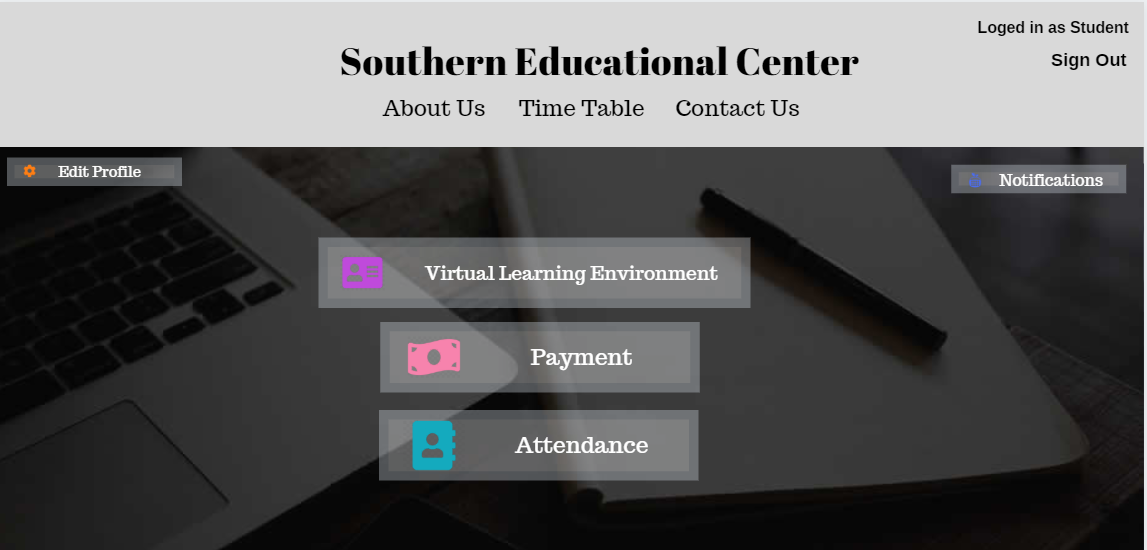 Loged in as Student
Southern Educational Center
Sign Out
About Us Time Table Contact Us
Edit Profile
Notifications
Virtual Learning Environment
Payment
Attendance